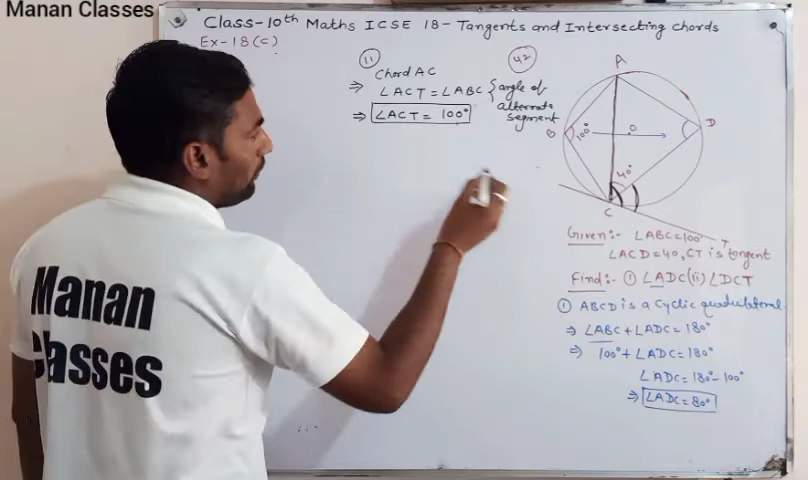 Manan Classes
Class-10th Maths ICSE 18- Tangents and Intersecting chords
Ex-18(C)
(ii)
Chord AC
⇒ ∠ACT = ∠ABC { angle of alternate segment
⇒ ∠ACT = 100°
42
A
B
100°
O
D
40°
C
T
Given:- ∠ABC=100°
∠ACD=40, CT is tangent
Find:- (i) ∠ADC (ii) ∠DCT
(i) ABCD is a cyclic quadrilateral
⇒ ∠ABC + ∠ADC = 180°
⇒ 100° + ∠ADC = 180°
∠ADC = 180° - 100°
⇒ ∠ADC = 80°
Manan
Classes